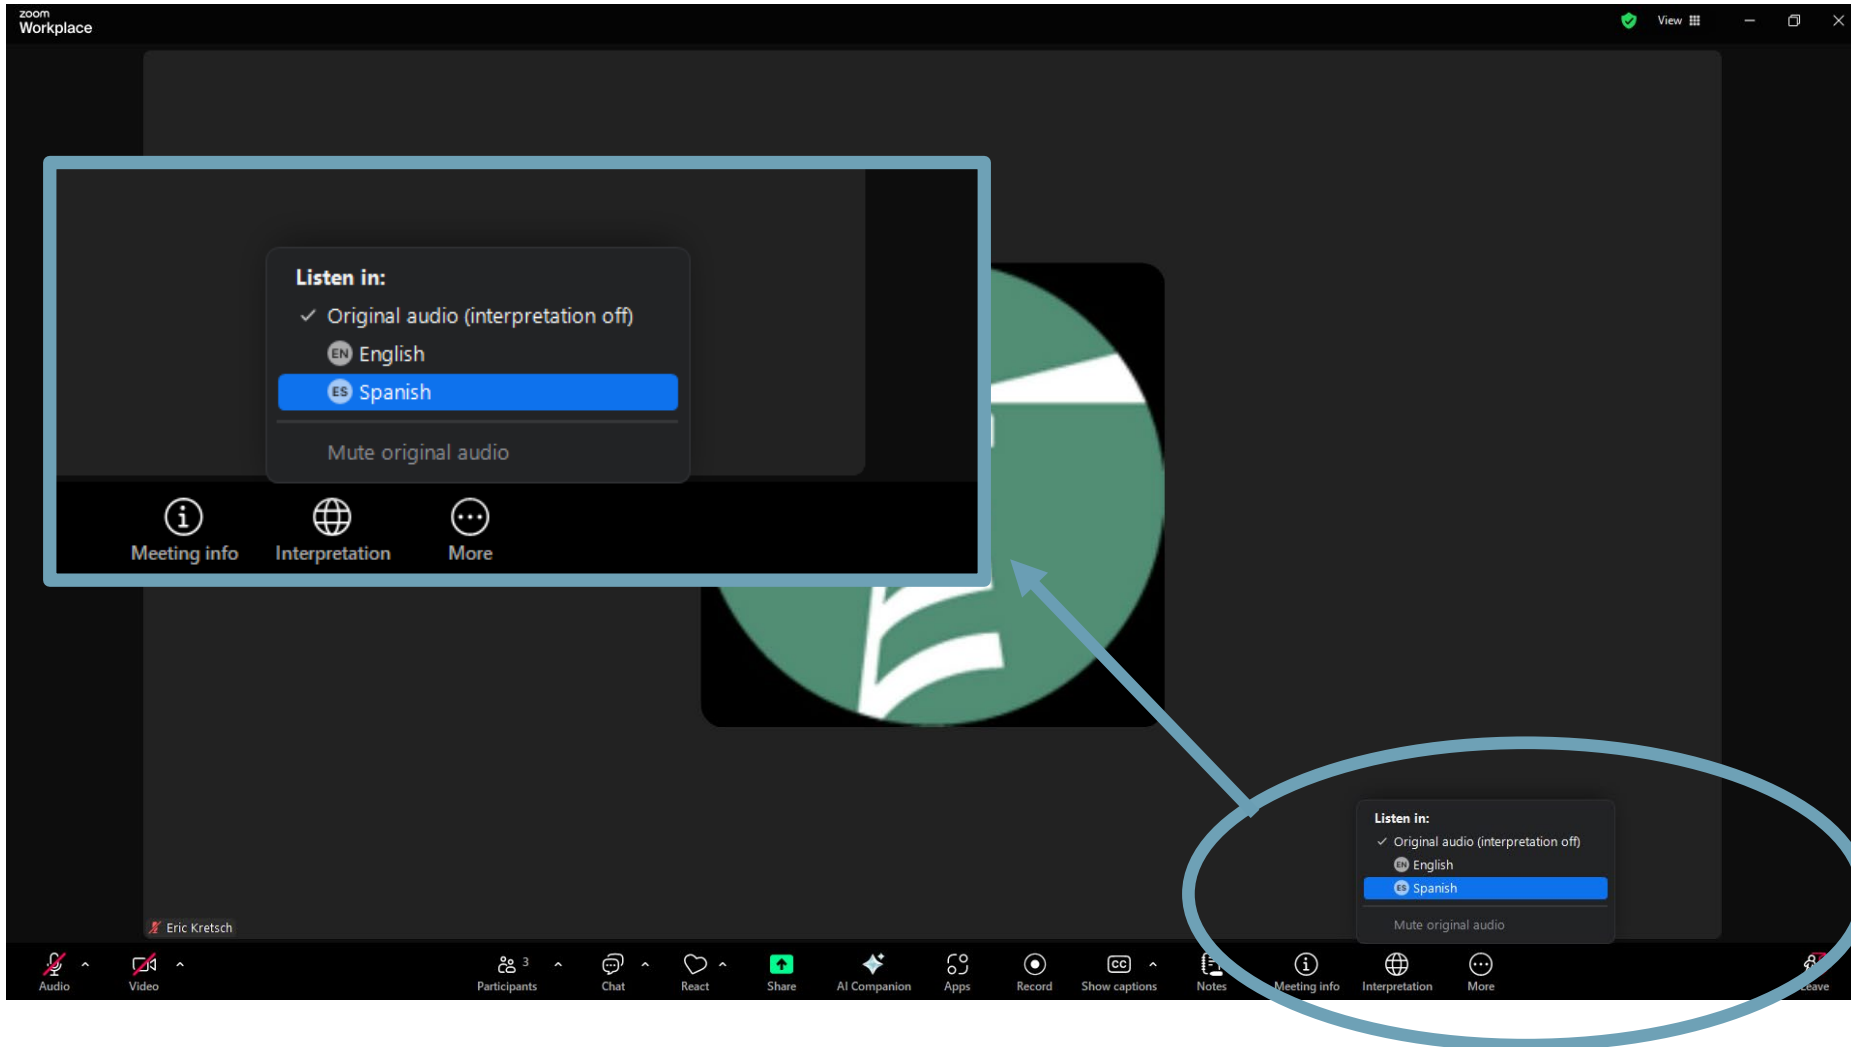 zoom
Workplace
View
Listen in:
Original audio (interpretation off)
EN English
ES Spanish
Mute original audio
Meeting info
Interpretation
More
Listen in:
Original audio (interpretation off)
EN English
ES Spanish
Mute original audio
Eric Kretsch
3
CC
Audio
Video
Participants
Chat
React
Share
AI Companion
Apps
Record
Show captions
Notes
Meeting info
Interpretation
More
Leave